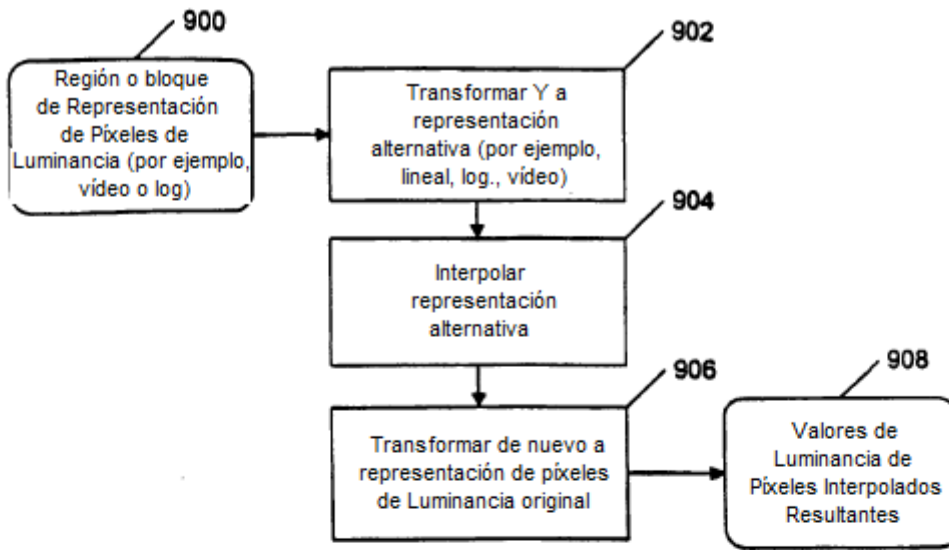 900
Región o bloque
de Representación
de Píxeles de
Luminancia (por ejemplo,
vídeo o log)
902
Transformar Y a
representación
alternativa (por ejemplo,
lineal, log., vídeo)
904
Interpolar
representación
alternativa
906
Transformar de nuevo a
representación de píxeles
de Luminancia original
908
Valores de
Luminancia de
Píxeles Interpolados
Resultantes